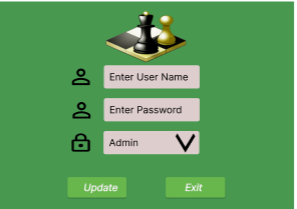 Enter User Name
Enter Password
Admin
Update
Exit